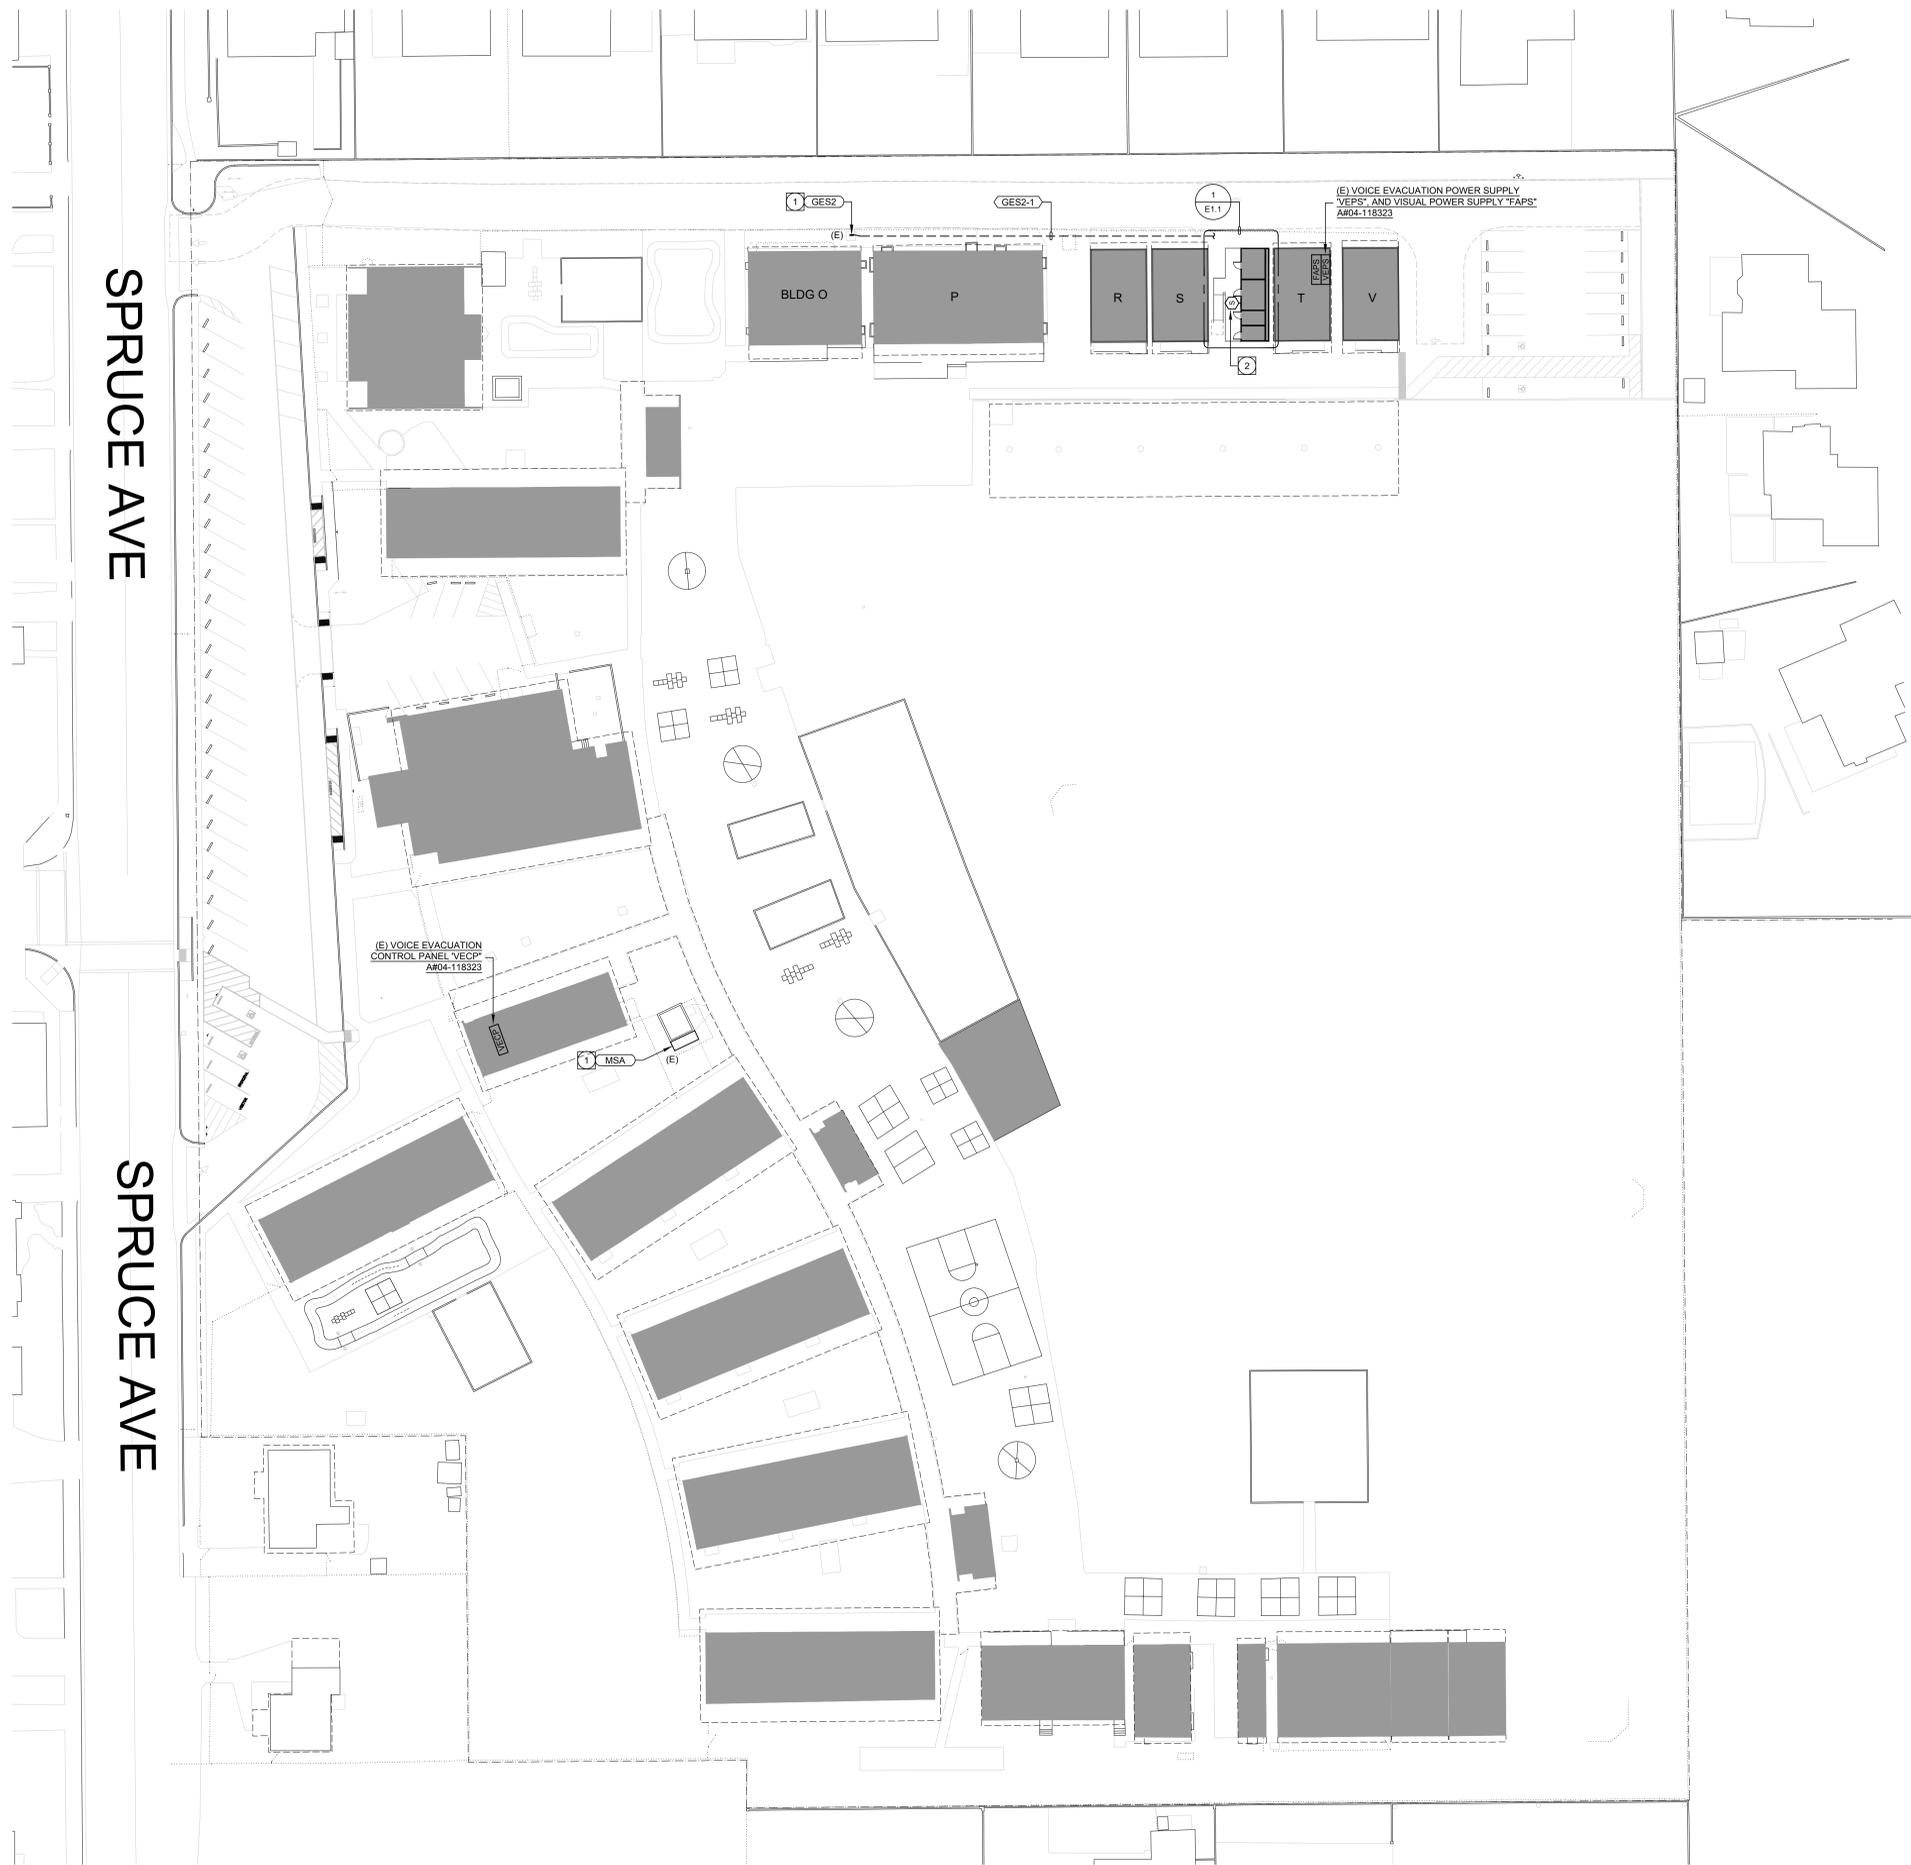 1 GES2
GES2-1
1
E1.1
(E) VOICE EVACUATION POWER SUPPLY
'VEPS", AND VISUAL POWER SUPPLY "FAPS"
A#04-118323
(E)
BLDG O
P
R
S
S
FAPS
VEPS
T
V
2
SPRUCE AVE
(E) VOICE EVACUATION
CONTROL PANEL 'VECP"
A#04-118323
VECP
1 MSA
(E)
SPRUCE AVE